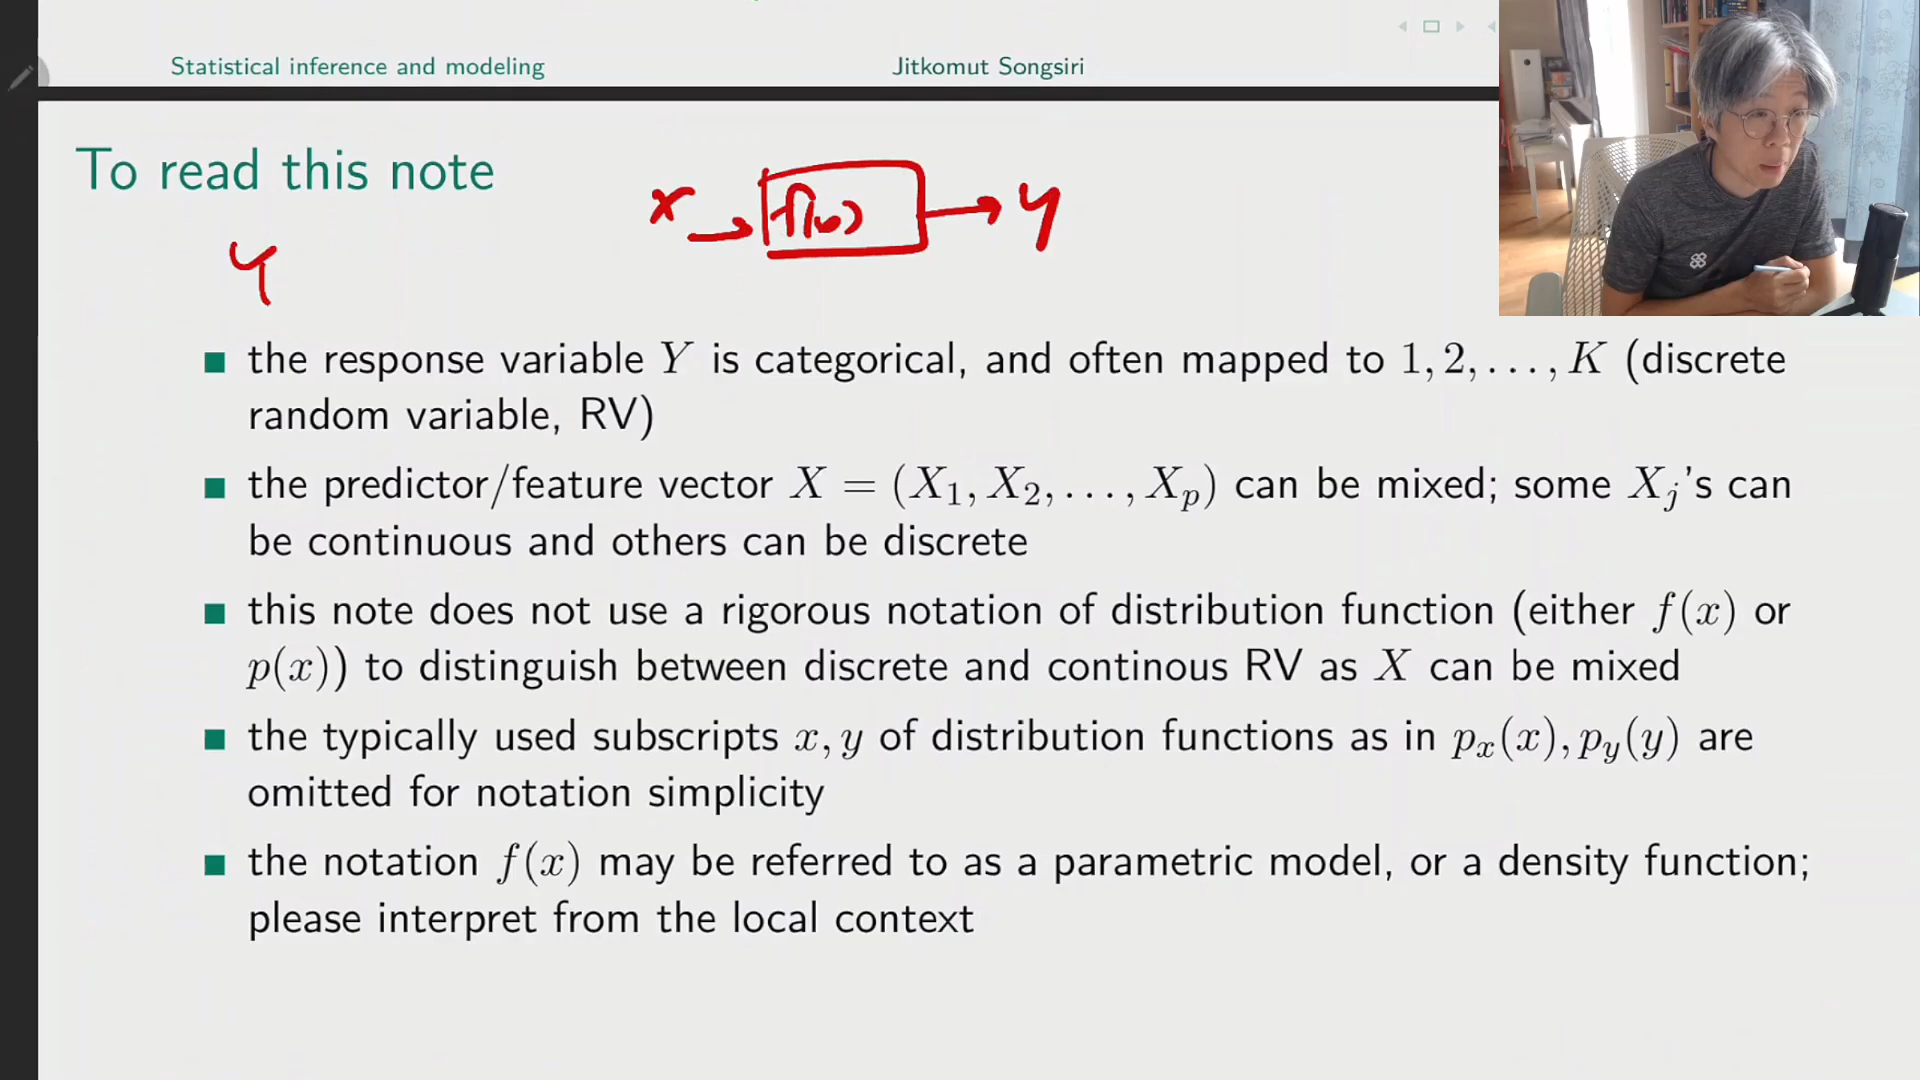 Statistical inference and modeling
Jitkomut Songsiri
To read this note
x → f(x) → y
Y
the response variable Y is categorical, and often mapped to 1, 2, . . . , K (discrete
random variable, RV)
the predictor/feature vector X = (X₁, X₂, . . . , Xₚ) can be mixed; some Xⱼ's can
be continuous and others can be discrete
this note does not use a rigorous notation of distribution function (either f(x) or
p(x)) to distinguish between discrete and continous RV as X can be mixed
the typically used subscripts x, y of distribution functions as in pₓ(x), p_y(y) are
omitted for notation simplicity
the notation f(x) may be referred to as a parametric model, or a density function;
please interpret from the local context